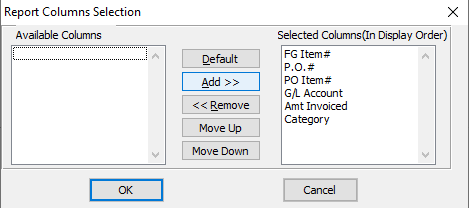 Report Columns Selection
Available Columns
Selected Columns(In Display Order)
Default
Add >>
<< Remove
Move Up
Move Down
FG Item#
P.O. #
PO Item#
G/L Account
Amt Invoiced
Category
OK
Cancel